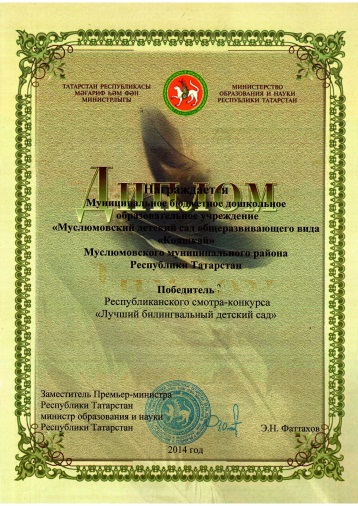 ТАТАРСТАН РЕСПУБЛИКАСЫ
МӘГАРИФ ҺӘМ ФӘН
МИНИСТРЛЫГЫ
МИНИСТЕРСТВО
ОБРАЗОВАНИЯ И НАУКИ
РЕСПУБЛИКИ ТАТАРСТАН
Диплом
Награждается
Муниципальное бюджетное дошкольное
образовательное учреждение
«Муслюмовский детский сад общеразвивающего вида
«Кояшкай»
Муслюмовского муниципального района
Республики Татарстан
Победитель
Республиканского смотра-конкурса
«Лучший билингвальный детский сад»
Заместитель Премьер-министра
Республики Татарстан
министр образования и науки
Республики Татарстан
Э.Н. Фаттахов
2014 год